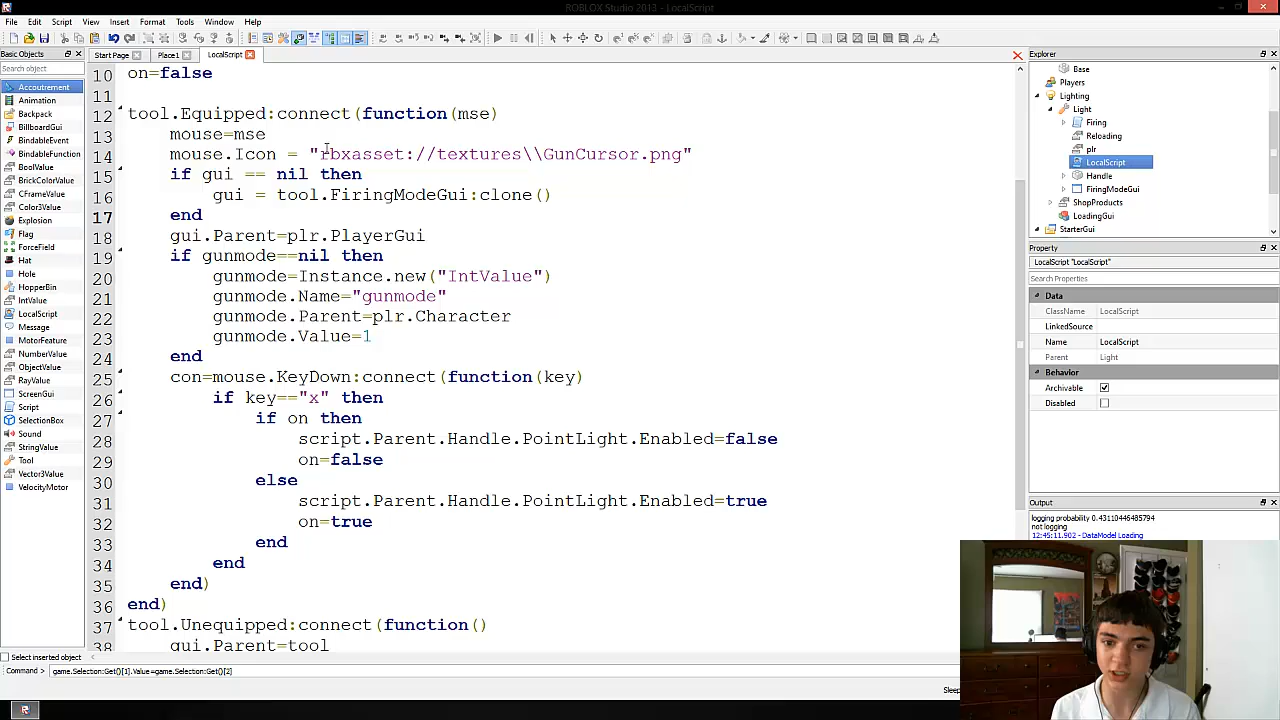 ROBLOX Studio 2013 - LocalScript
File Edit Script View Insert Format Tools Window Help
Basic Objects
Start Page
Place1
LocalScript
Search object
Accoutrement
Animation
Backpack
BillboardGui
BindableEvent
BindableFunction
BoolValue
BrickColorValue
CFrameValue
Color3Value
Explosion
Flag
ForceField
Hat
Hole
HopperBin
IntValue
LocalScript
Message
MotorFeature
NumberValue
ObjectValue
RayValue
ScreenGui
Script
SelectionBox
Sound
StringValue
Tool
Vector3Value
VelocityMotor
Select inserted object
10 on=false
11
12 tool.Equipped:connect(function(mse)
13 mouse=mse
14 mouse.Icon = "rbxasset://textures\\GunCursor.png"
15 if gui == nil then
16 gui = tool.FiringModeGui:clone()
17 end
18 gui.Parent=plr.PlayerGui
19 if gunmode==nil then
20 gunmode=Instance.new("IntValue")
21 gunmode.Name="gunmode"
22 gunmode.Parent=plr.Character
23 gunmode.Value=1
24 end
25 con=mouse.KeyDown:connect(function(key)
26 if key=="x" then
27 if on then
28 script.Parent.Handle.PointLight.Enabled=false
29 on=false
30 else
31 script.Parent.Handle.PointLight.Enabled=true
32 on=true
33 end
34 end
35 end)
36 end)
37 tool.Unequipped:connect(function()
38 gui.Parent=tool
Command > game.Selection:Get()[1].Value=game.Selection:Get()[2]
Explorer
Base
Players
Lighting
Light
Firing
Reloading
plr
LocalScript
Handle
FiringModeGui
ShopProducts
LoadingGui
StarterGui
Property
LocalScript "LocalScript"
Search Properties
Data
ClassName LocalScript
LinkedSource
Name LocalScript
Parent Light
Behavior
Archivable
Disabled
Output
logging probability 0.43110446485794
not logging
12:45:11.902 - DataModel Loading